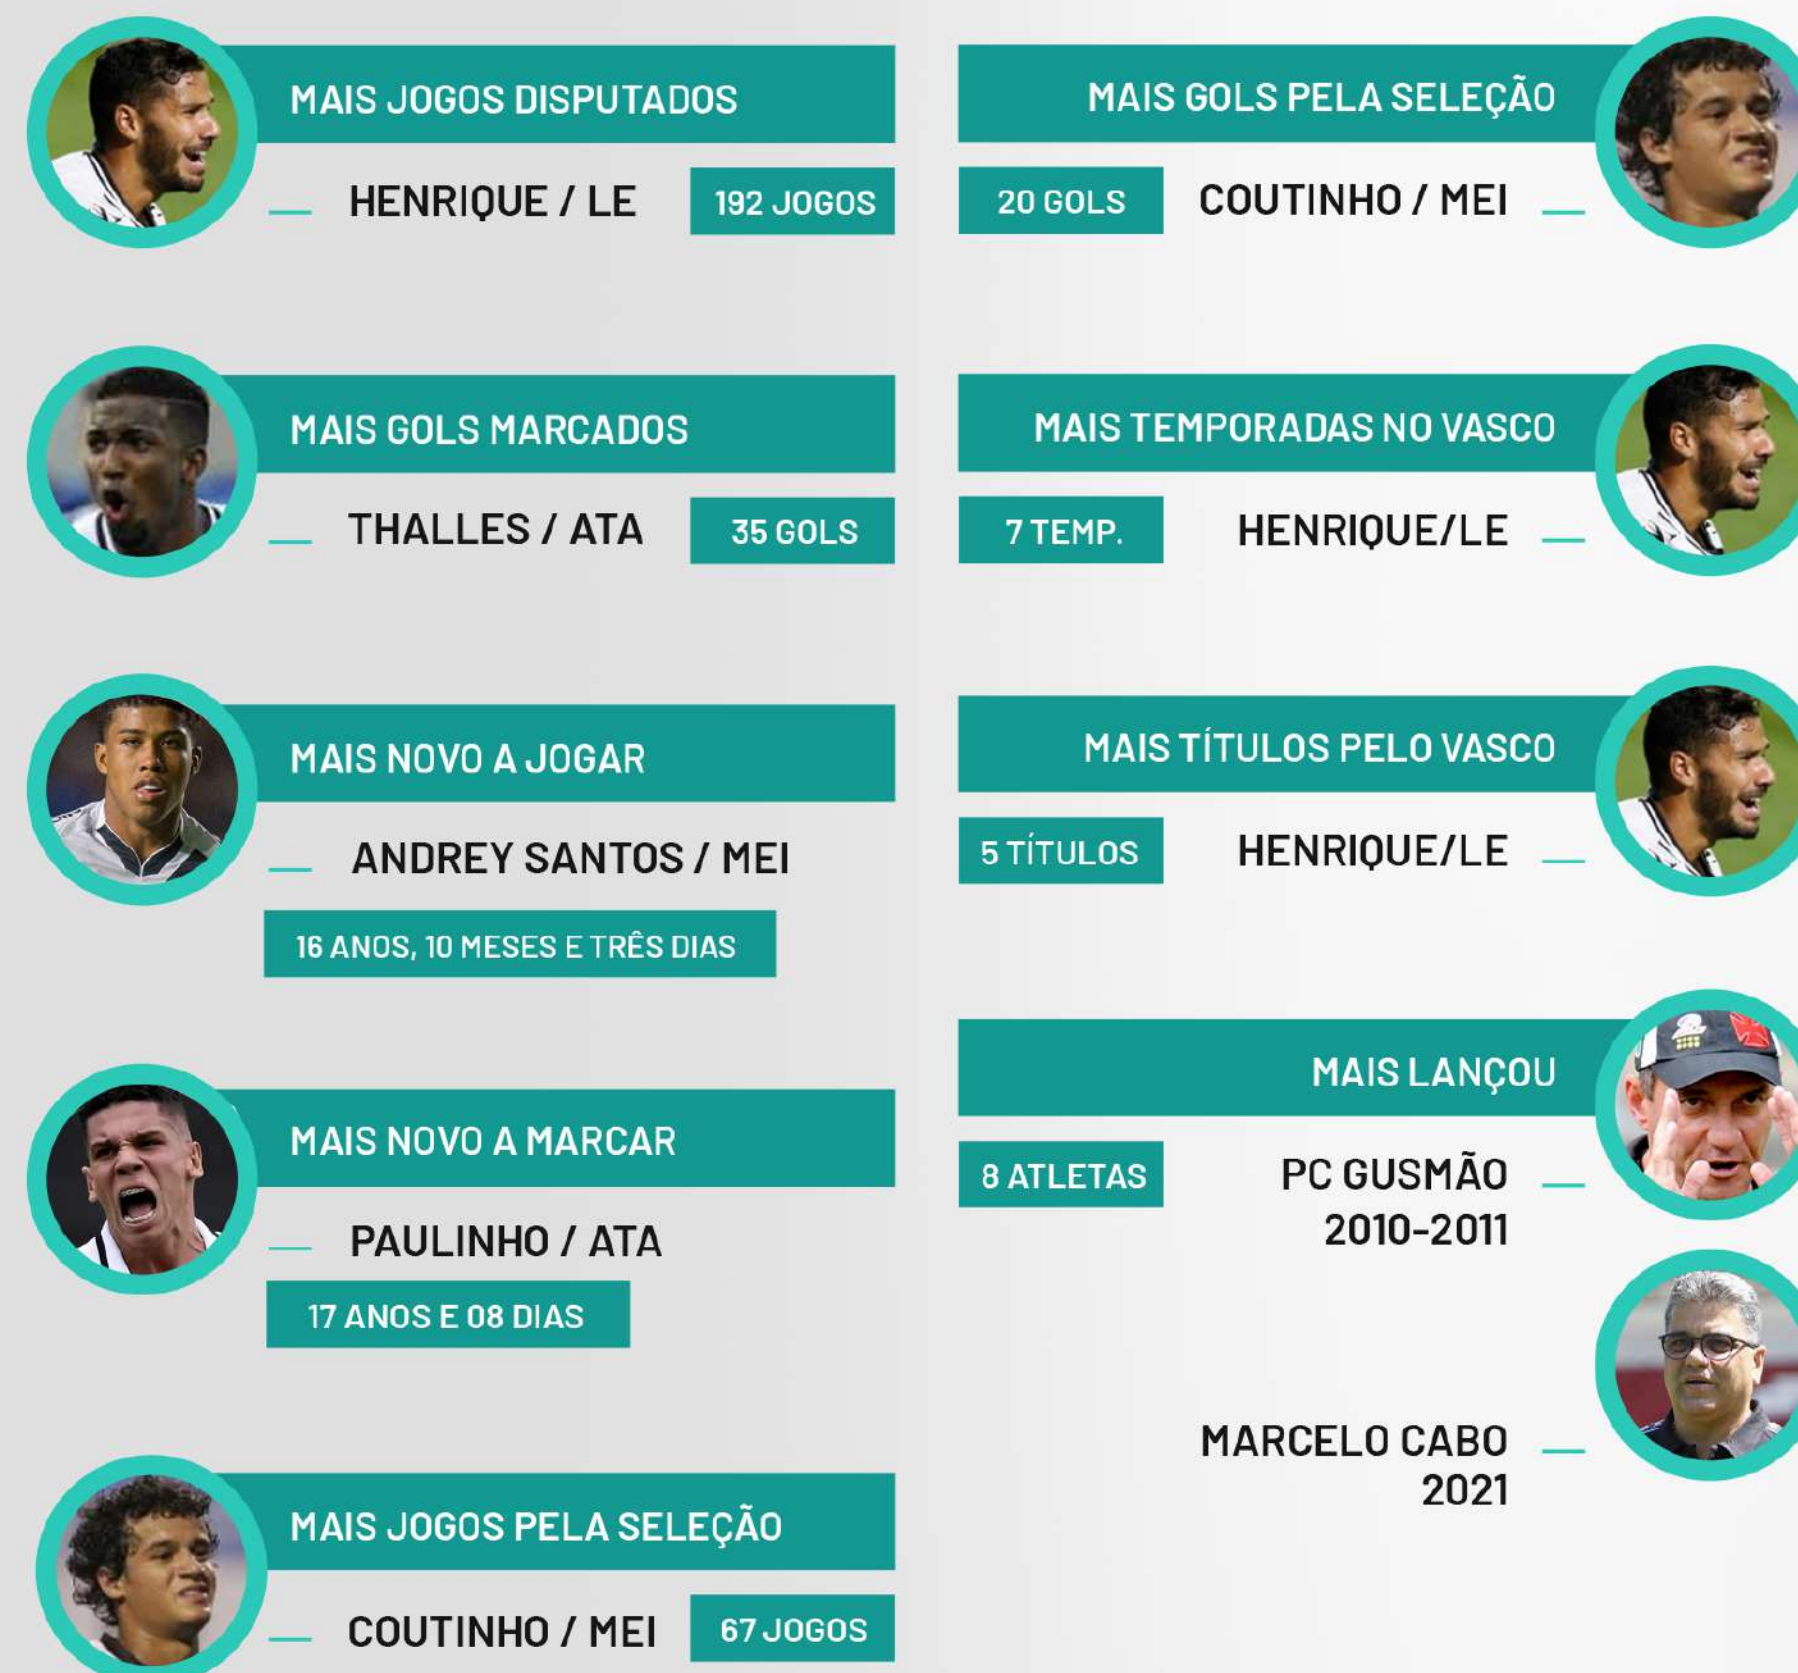 MAIS JOGOS DISPUTADOS
HENRIQUE / LE
192 JOGOS
MAIS GOLS MARCADOS
THALLES / ATA
35 GOLS
MAIS NOVO A JOGAR
ANDREY SANTOS / MEI
16 ANOS, 10 MESES E TRÊS DIAS
MAIS NOVO A MARCAR
PAULINHO / ATA
17 ANOS E 08 DIAS
MAIS JOGOS PELA SELEÇÃO
COUTINHO / MEI
67 JOGOS
MAIS GOLS PELA SELEÇÃO
20 GOLS
COUTINHO / MEI
MAIS TEMPORADAS NO VASCO
7 TEMP.
HENRIQUE/LE
MAIS TÍTULOS PELO VASCO
5 TÍTULOS
HENRIQUE/LE
MAIS LANÇOU
8 ATLETAS
PC GUSMÃO
2010-2011
MARCELO CABO
2021